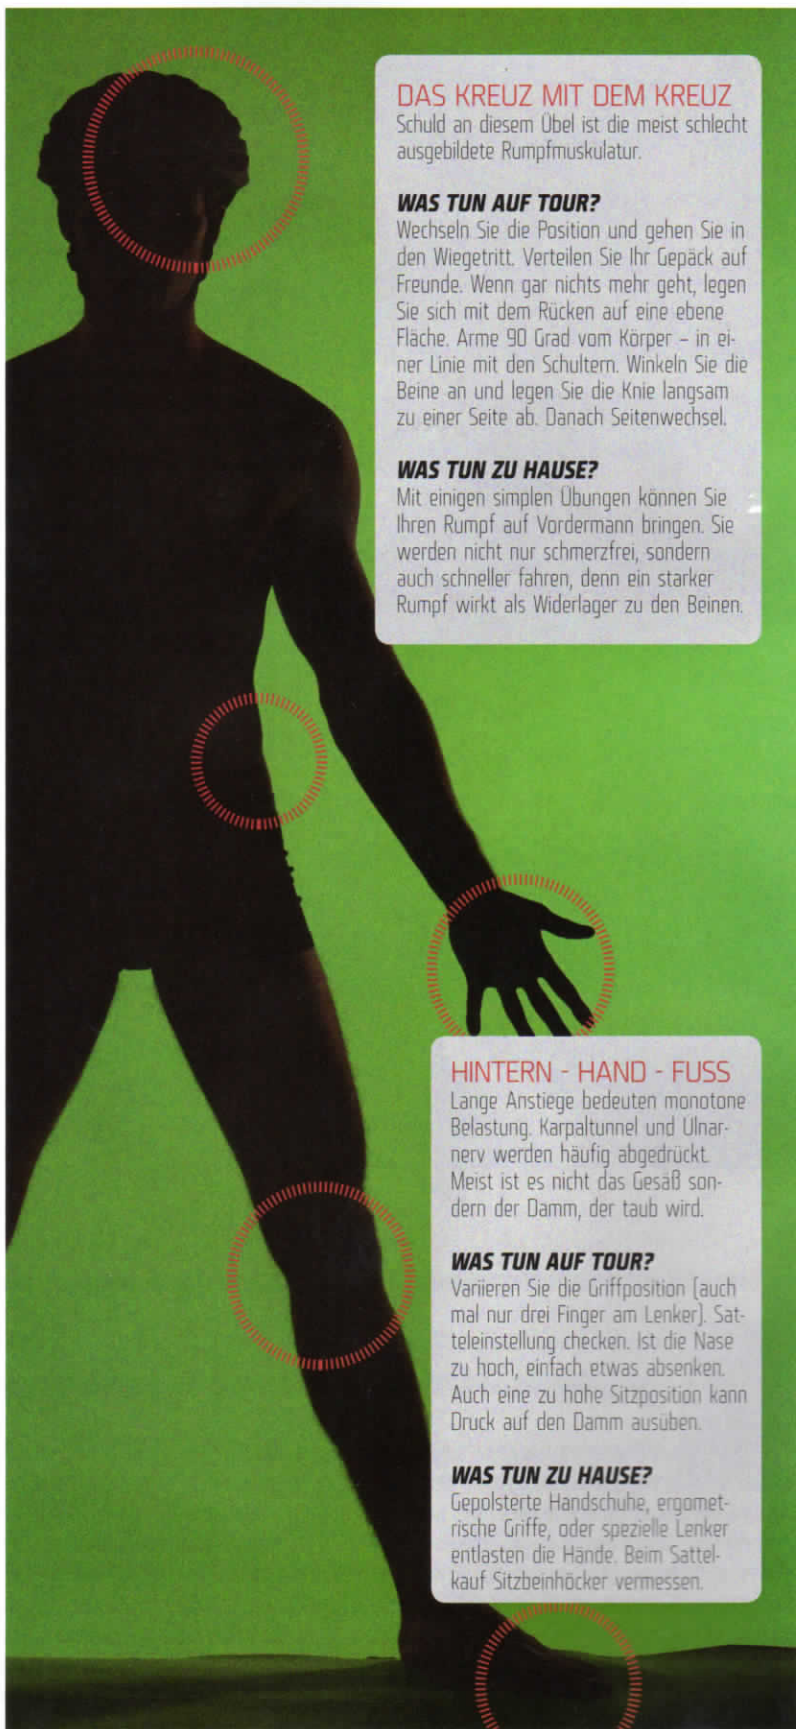 DAS KREUZ MIT DEM KREUZ
Schuld an diesem Übel ist die meist schlecht
ausgebildete Rumpfmuskulatur.
WAS TUN AUF TOUR?
Wechseln Sie die Position und gehen Sie in
den Wiegetritt. Verteilen Sie Ihr Gepäck auf
Freunde. Wenn gar nichts mehr geht, legen
Sie sich mit dem Rücken auf eine ebene
Fläche. Arme 90 Grad vom Körper – in ei-
ner Linie mit den Schultern. Winkeln Sie die
Beine an und legen Sie die Knie langsam
zu einer Seite ab. Danach Seitenwechsel.
WAS TUN ZU HAUSE?
Mit einigen simplen Übungen können Sie
Ihren Rumpf auf Vordermann bringen. Sie
werden nicht nur schmerzfrei, sondern
auch schneller fahren, denn ein starker
Rumpf wirkt als Widerlager zu den Beinen.
HINTERN - HAND - FUSS
Lange Anstiege bedeuten monotone
Belastung. Karpaltunnel und Ulnar-
nerv werden häufig abgedrückt.
Meist ist es nicht das Gesäß son-
dern der Damm, der taub wird.
WAS TUN AUF TOUR?
Variieren Sie die Griffposition (auch
mal nur drei Finger am Lenker). Sat-
teleinstellung checken. Ist die Nase
zu hoch, einfach etwas absenken.
Auch eine zu hohe Sitzposition kann
Druck auf den Damm ausüben.
WAS TUN ZU HAUSE?
Gepolsterte Handschuhe, ergomet-
rische Griffe, oder spezielle Lenker
entlasten die Hände. Beim Sattel-
kauf Sitzbeinhöcker vermessen.